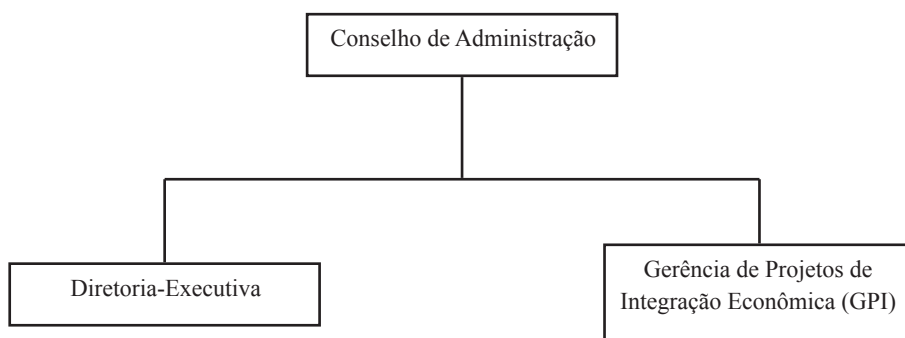 Conselho de Administração
Diretoria-Executiva
Gerência de Projetos de
Integração Econômica (GPI)